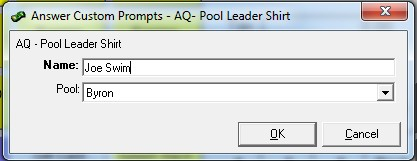 Answer Custom Prompts - AQ- Pool Leader Shirt
AQ - Pool Leader Shirt
Name: Joe Swim
Pool: Byron
OK Cancel